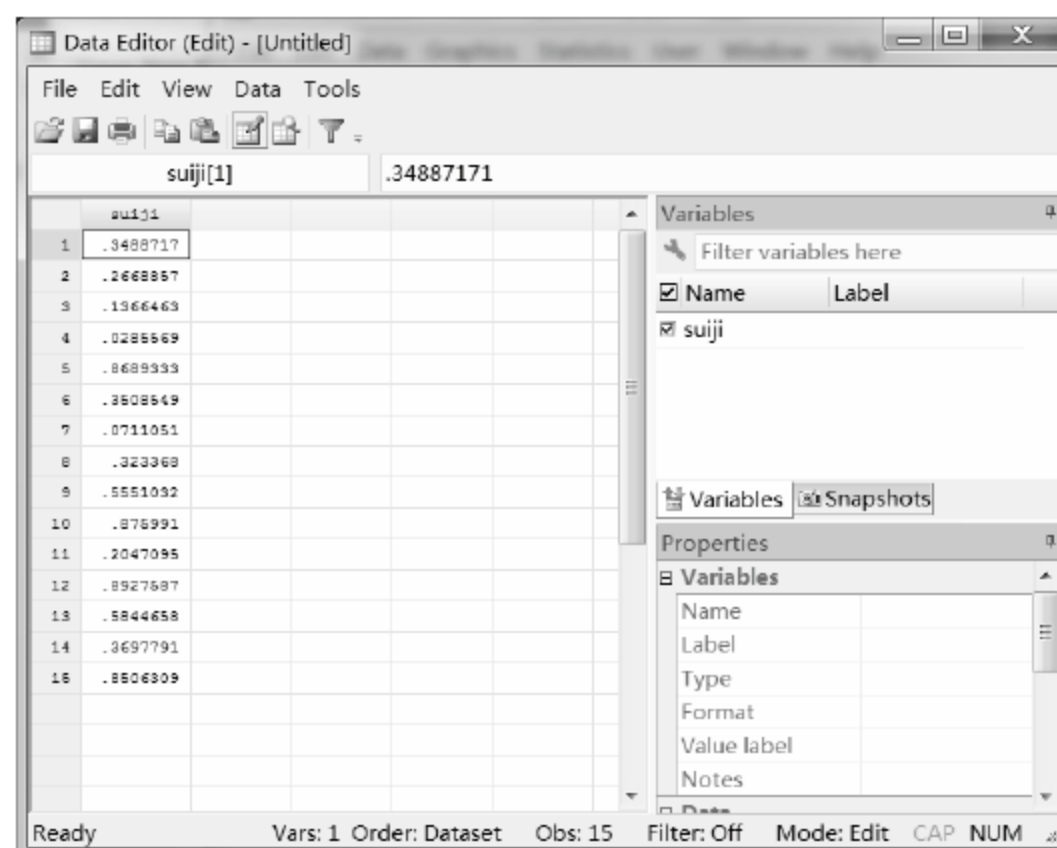 Data Editor (Edit) - [Untitled]
File Edit View Data Tools
suiji[1] .34887171
suiji
1 .3488717
2 .2668857
3 .1366463
4 .0285569
5 .8689333
6 .3508549
7 .0711051
8 .323368
9 .5551032
10 .875991
11 .2047095
12 .8927587
13 .5844658
14 .3697791
15 .8506309
Variables
Filter variables here
Name Label
suiji
Variables Snapshots
Properties
Variables
Name
Label
Type
Format
Value label
Notes
Data
Ready Vars: 1 Order: Dataset Obs: 15 Filter: Off Mode: Edit CAP NUM